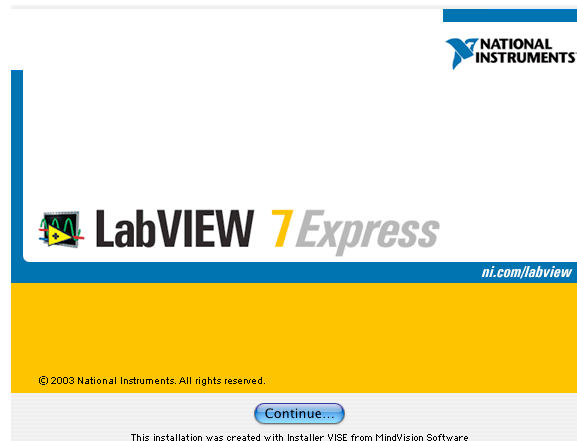 NATIONAL
INSTRUMENTS
LabVIEW 7 Express
ni.com/labview
© 2003 National Instruments. All rights reserved.
Continue...
This installation was created with Installer VISE from MindVision Software